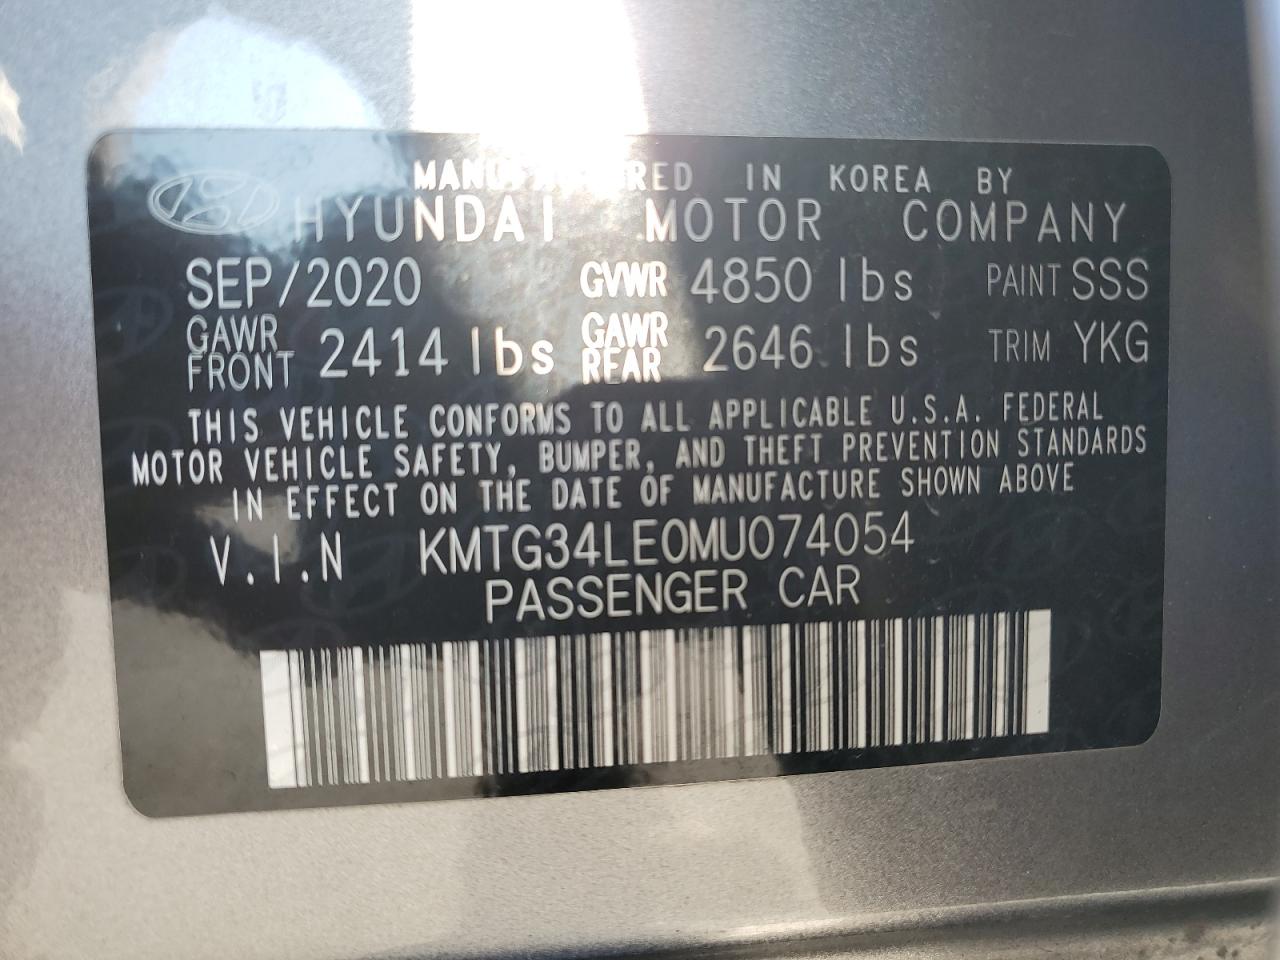 MANUFACTURED IN KOREA BY
HYUNDAI MOTOR COMPANY
SEP/2020 GVWR 4850 lbs PAINT SSS
GAWR FRONT 2414 lbs GAWR REAR 2646 lbs TRIM YKG
THIS VEHICLE CONFORMS TO ALL APPLICABLE U.S.A. FEDERAL
MOTOR VEHICLE SAFETY, BUMPER, AND THEFT PREVENTION STANDARDS
IN EFFECT ON THE DATE OF MANUFACTURE SHOWN ABOVE
V.I.N KMTG34LE0MU074054
PASSENGER CAR